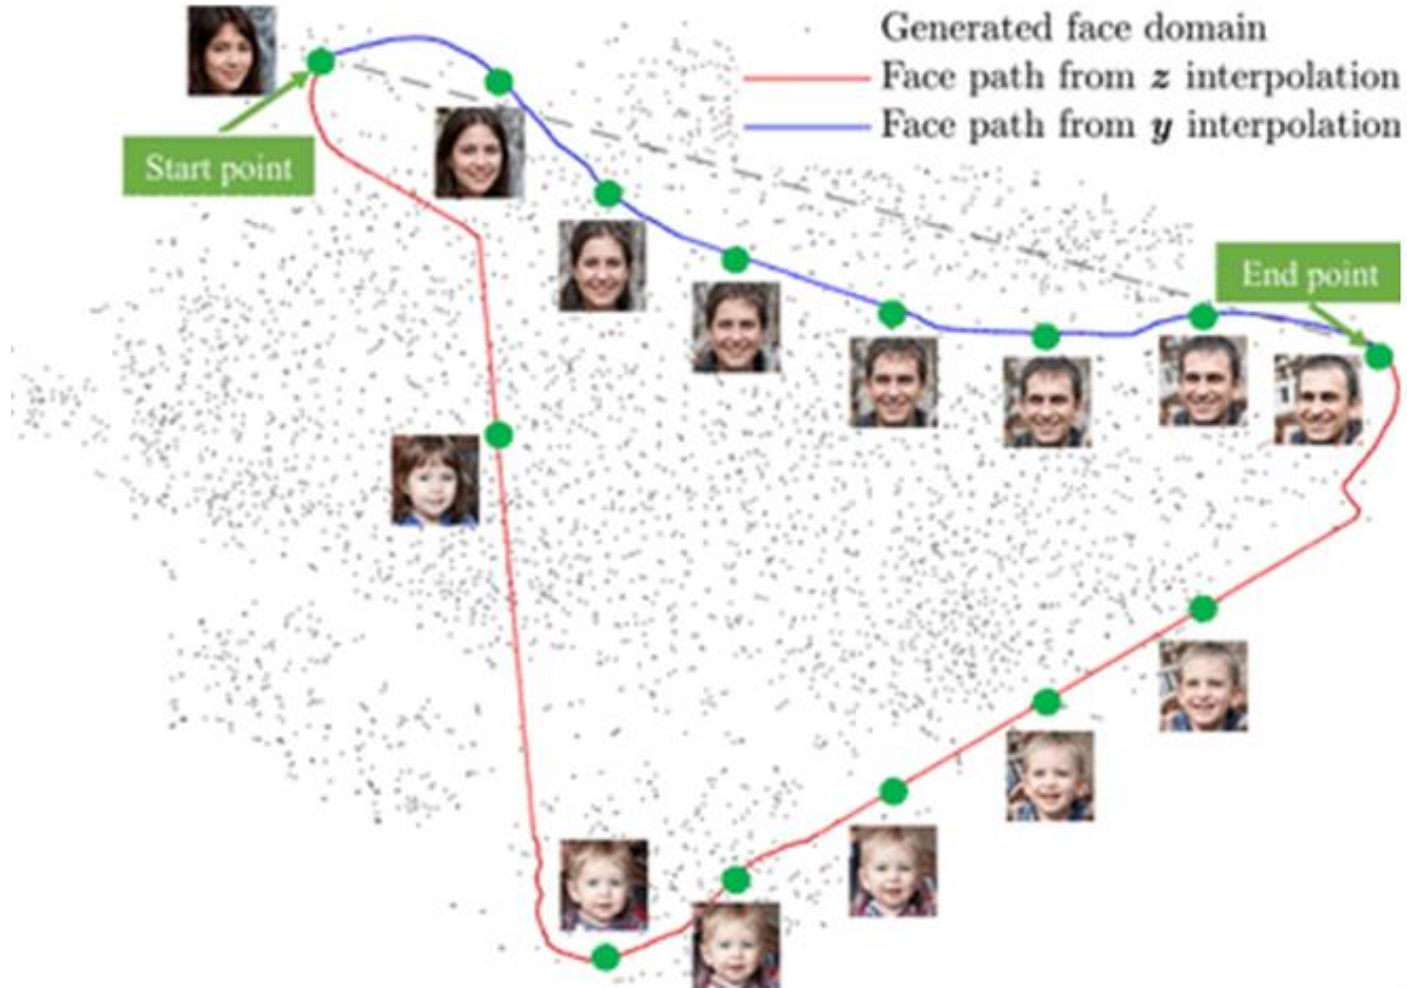 Generated face domain
Face path from z interpolation
Face path from y interpolation
Start point
End point